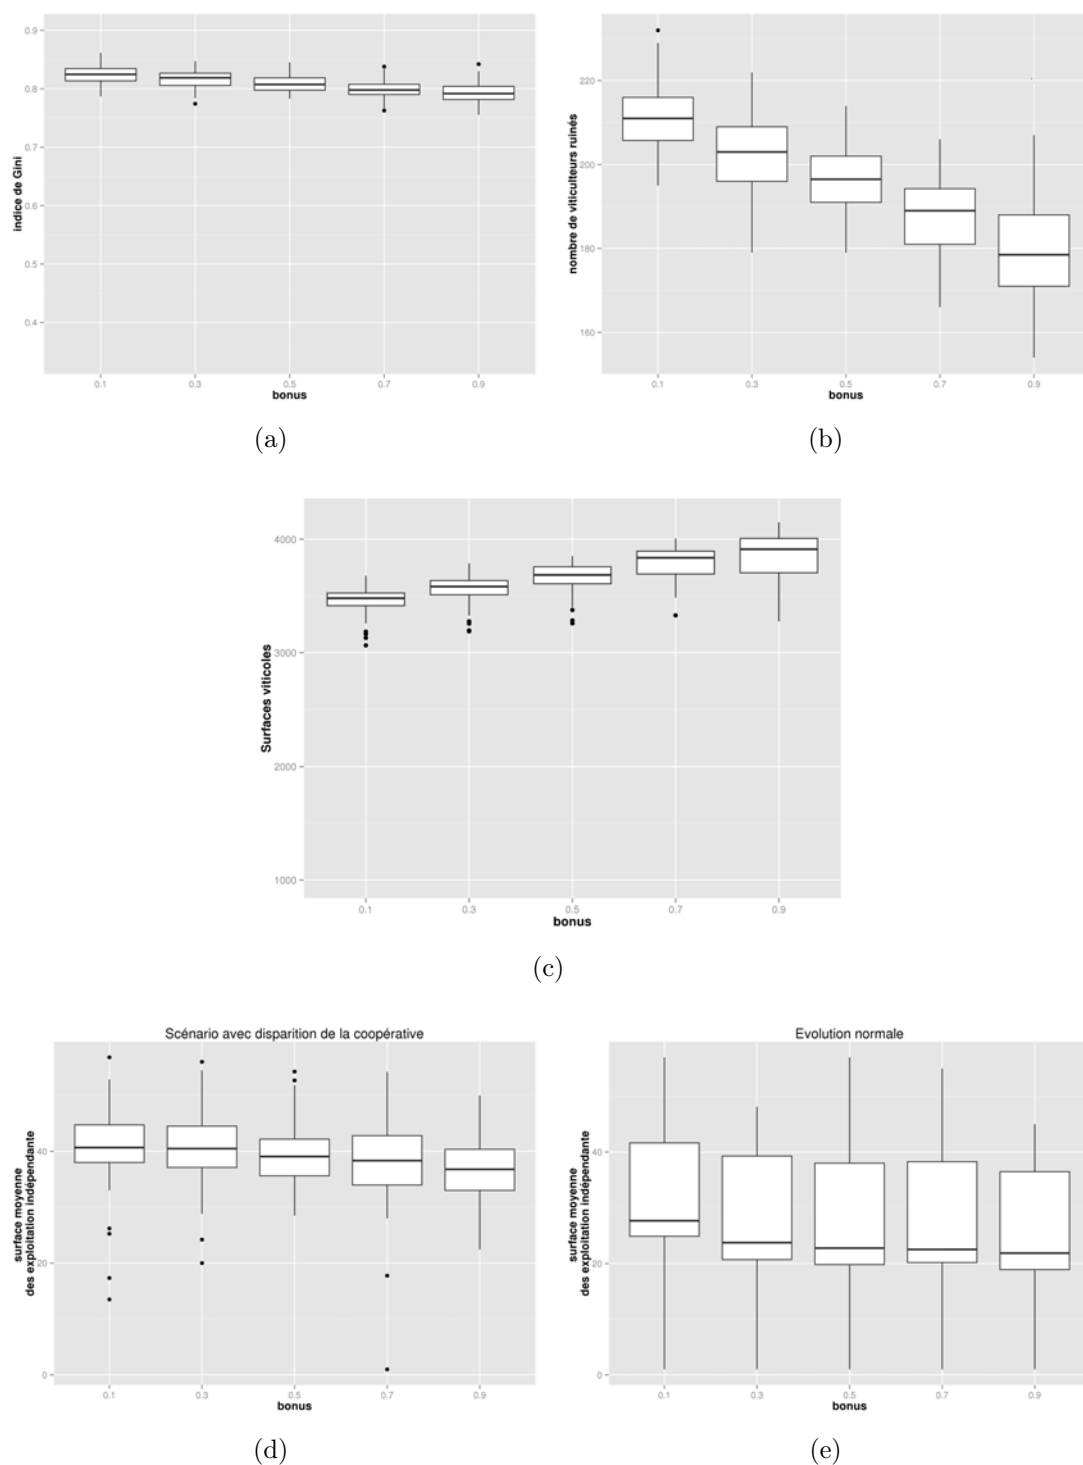 0.9
0.8
0.7
0.6
0.5
0.4
indice de Gini
0.1 0.3 0.5 0.7 0.9
bonus
(a)
220
200
180
160
nombre de viticulteurs ruinés
0.1 0.3 0.5 0.7 0.9
bonus
(b)
4000
3000
2000
1000
Surfaces viticoles
0.1 0.3 0.5 0.7 0.9
bonus
(c)
Scénario avec disparition de la coopérative
40
20
0
surface moyenne
des exploitation indépendante
0.1 0.3 0.5 0.7 0.9
bonus
(d)
Evolution normale
40
20
0
surface moyenne
des exploitation indépendante
0.1 0.3 0.5 0.7 0.9
bonus
(e)